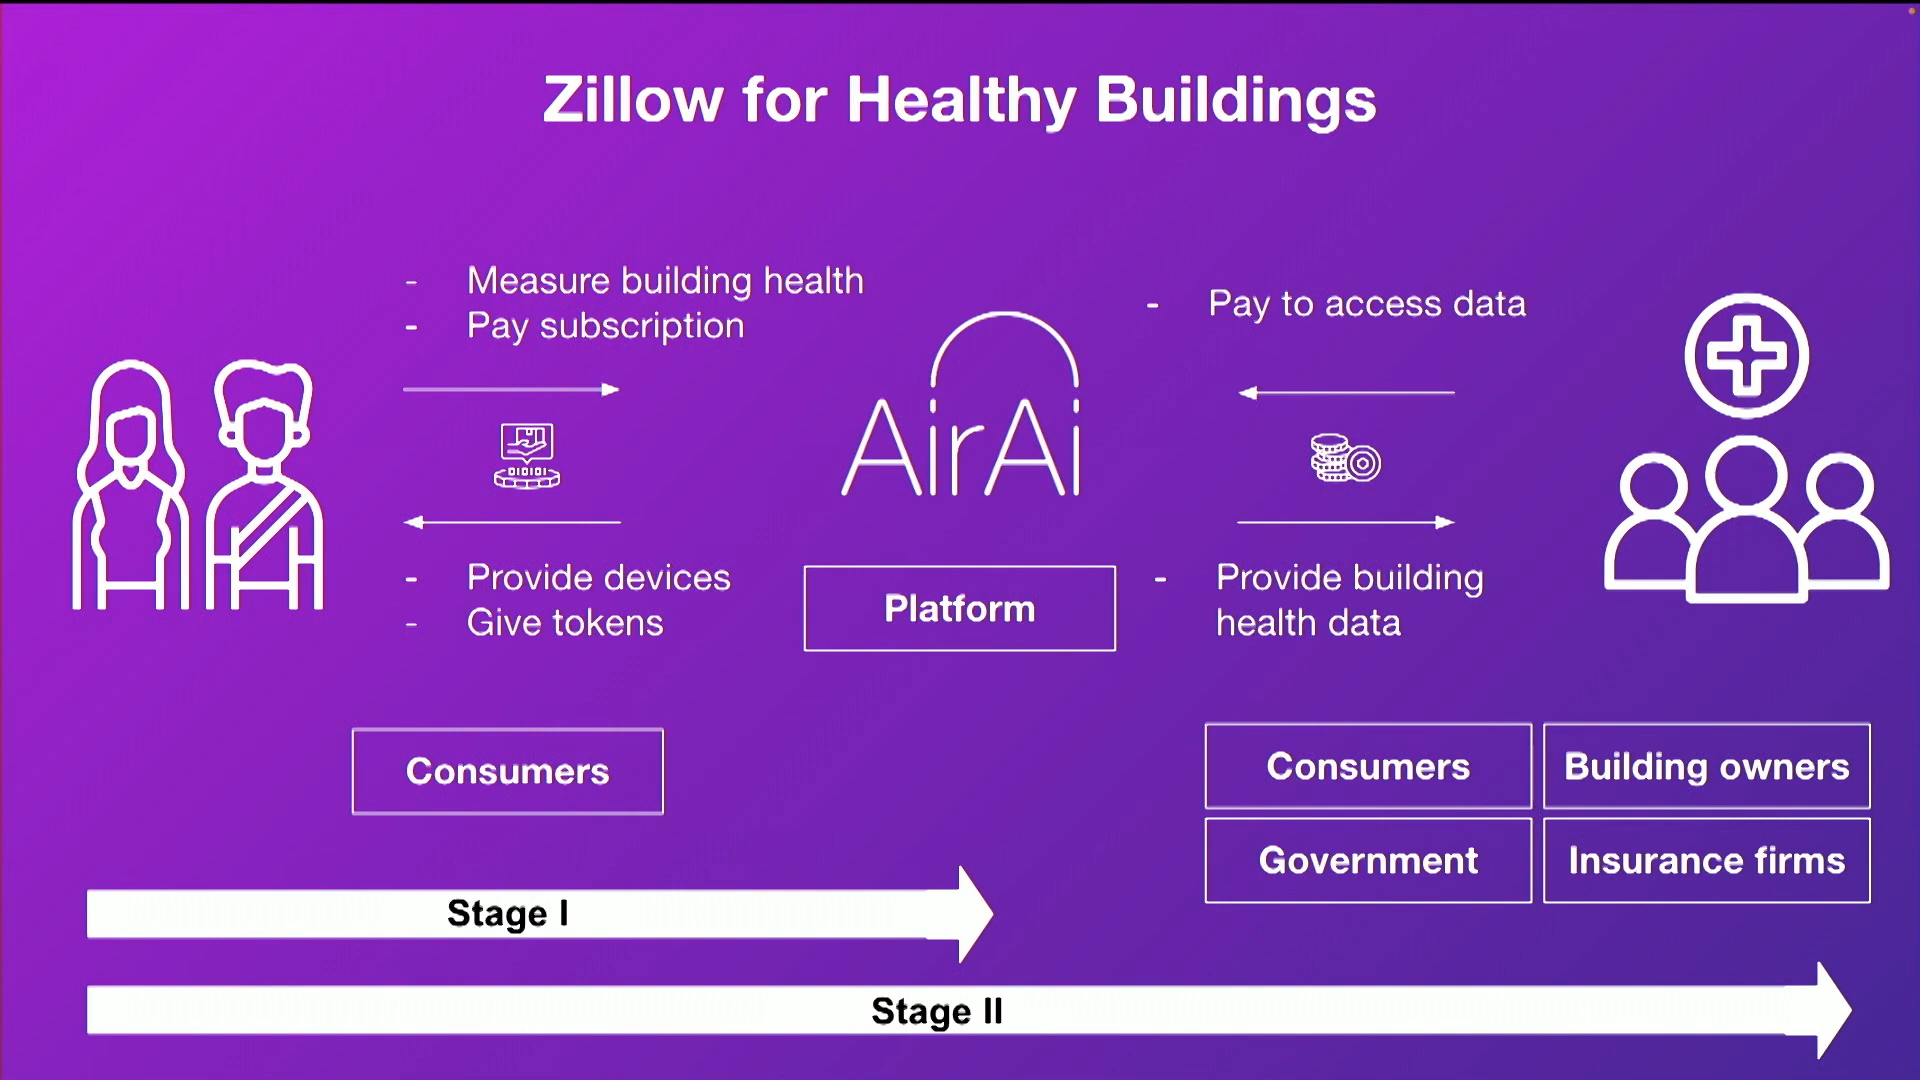 Zillow for Healthy Buildings
- Measure building health
- Pay subscription
- Provide devices
- Give tokens
AirAi
Platform
- Pay to access data
- Provide building
health data
Consumers
Consumers
Building owners
Government
Insurance firms
Stage I
Stage II